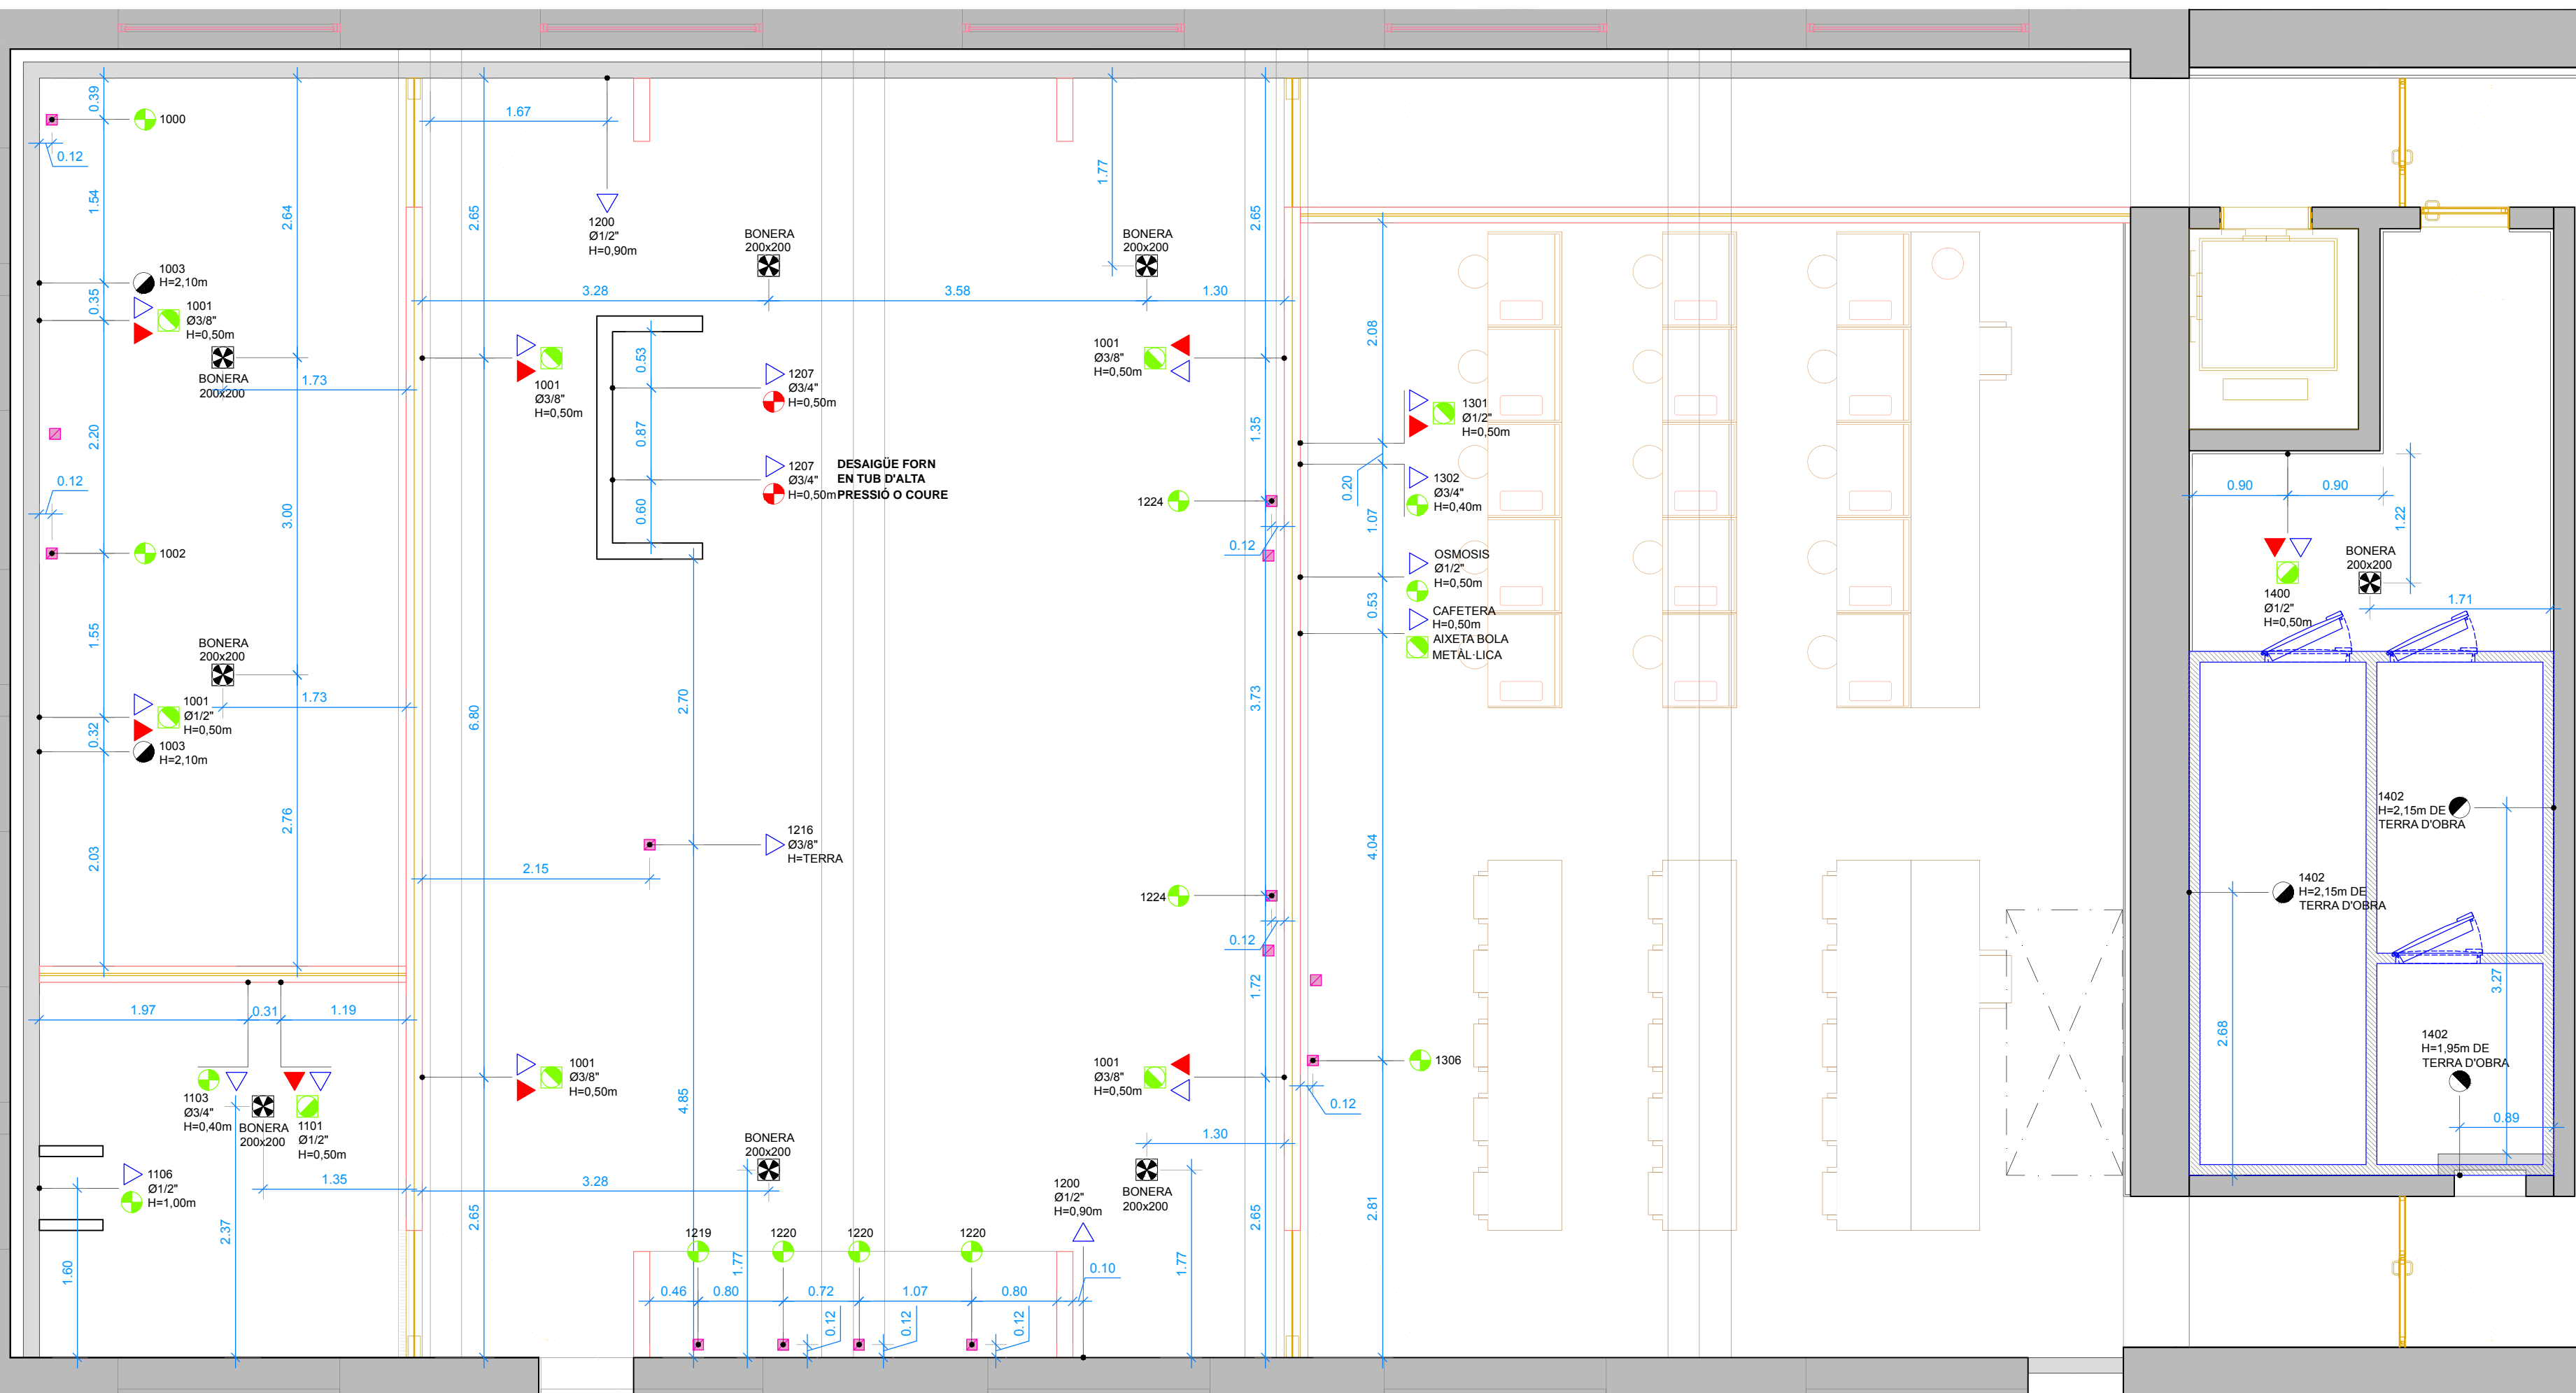 0.39
1000
0.12
1.54
2.64
1003
H=2,10m
0.35
1001
Ø3/8"
H=0,50m
BONERA
200x200
1.73
2.20
0.12
3.00
1002
1.55
BONERA
200x200
1.73
1001
Ø1/2"
H=0,50m
0.32
1003
H=2,10m
2.76
2.03
1.97
0.31
1.19
1103
Ø3/4"
H=0,40m
BONERA
200x200
1101
Ø1/2"
H=0,50m
1106
Ø1/2"
H=1,00m
1.35
2.37
1.60
1.67
2.65
1200
Ø1/2"
H=0,90m
BONERA
200x200
1.77
BONERA
200x200
2.65
3.28
3.58
1.30
1001
Ø3/8"
H=0,50m
0.53
1207
Ø3/4"
H=0,50m
0.87
1207
Ø3/4"
H=0,50m
DESAIGÜE FORN
EN TUB D'ALTA
PRESSIÓ O COURE
0.60
1001
Ø3/8"
H=0,50m
1.35
1224
0.12
6.80
2.70
3.73
1216
Ø3/8"
H=TERRA
2.15
1224
0.12
1.72
1001
Ø3/8"
H=0,50m
4.85
1001
Ø3/8"
H=0,50m
1.30
BONERA
200x200
3.28
1200
Ø1/2"
H=0,90m
BONERA
200x200
2.65
1.77
1.77
2.65
1219
1220
1220
1220
0.10
0.46
0.80
0.72
1.07
0.80
0.12
0.12
0.12
2.08
1301
Ø1/2"
H=0,50m
0.20
1302
Ø3/4"
H=0,40m
1.07
OSMOSIS
Ø1/2"
H=0,50m
0.53
CAFETERA
H=0,50m
AIXETA BOLA
METÀL·LICA
4.04
1306
0.12
2.81
0.90
0.90
1.22
BONERA
200x200
1400
Ø1/2"
H=0,50m
1.71
1402
H=2,15m DE
TERRA D'OBRA
1402
H=2,15m DE
TERRA D'OBRA
3.27
2.68
1402
H=1,95m DE
TERRA D'OBRA
0.89